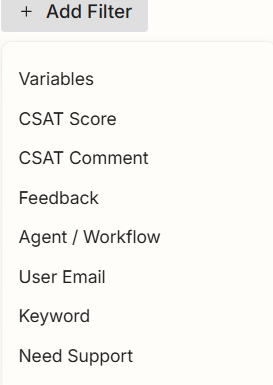 + Add Filter
Variables
CSAT Score
CSAT Comment
Feedback
Agent / Workflow
User Email
Keyword
Need Support